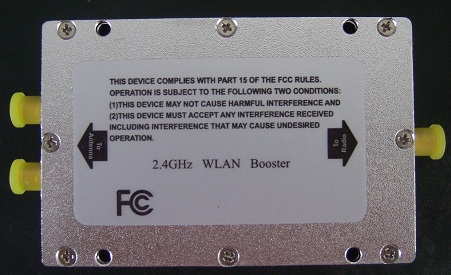 THIS DEVICE COMPLIES WITH PART 15 OF THE FCC RULES.
OPERATION IS SUBJECT TO THE FOLLOWING TWO CONDITIONS:
(1)THIS DEVICE MAY NOT CAUSE HARMFUL INTERFERENCE AND
(2)THIS DEVICE MUST ACCEPT ANY INTERFERENCE RECEIVED
INCLUDING INTERFERENCE THAT MAY CAUSE UNDESIRED
OPERATION.
To
Antenna
To
Radio
2.4GHz WLAN Booster
FC